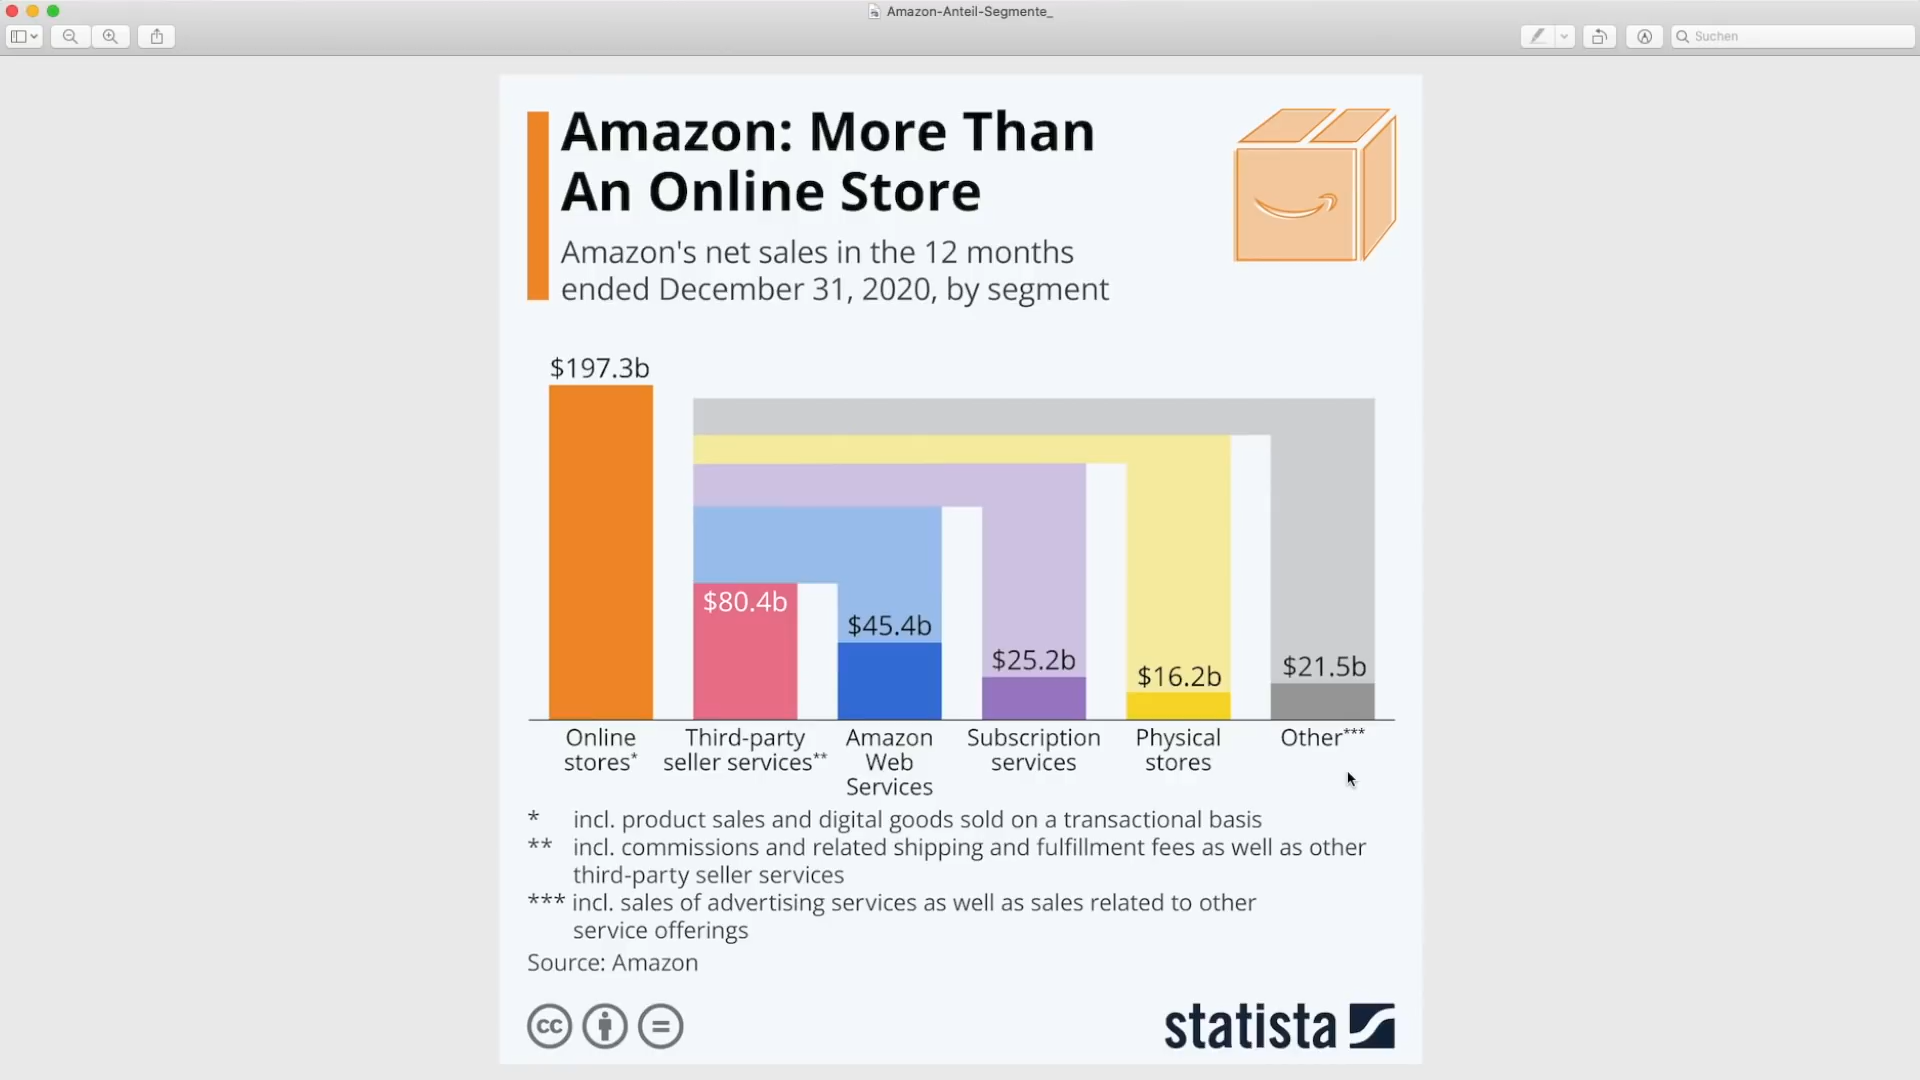 Amazon-Anteil-Segmente_
Suchen
Amazon: More Than
An Online Store
Amazon's net sales in the 12 months
ended December 31, 2020, by segment
$197.3b
$80.4b
$45.4b
$25.2b
$16.2b
$21.5b
Online
stores*
Third-party
seller services**
Amazon
Web
Services
Subscription
services
Physical
stores
Other***
* incl. product sales and digital goods sold on a transactional basis
** incl. commissions and related shipping and fulfillment fees as well as other
third-party seller services
*** incl. sales of advertising services as well as sales related to other
service offerings
Source: Amazon
cc
statista